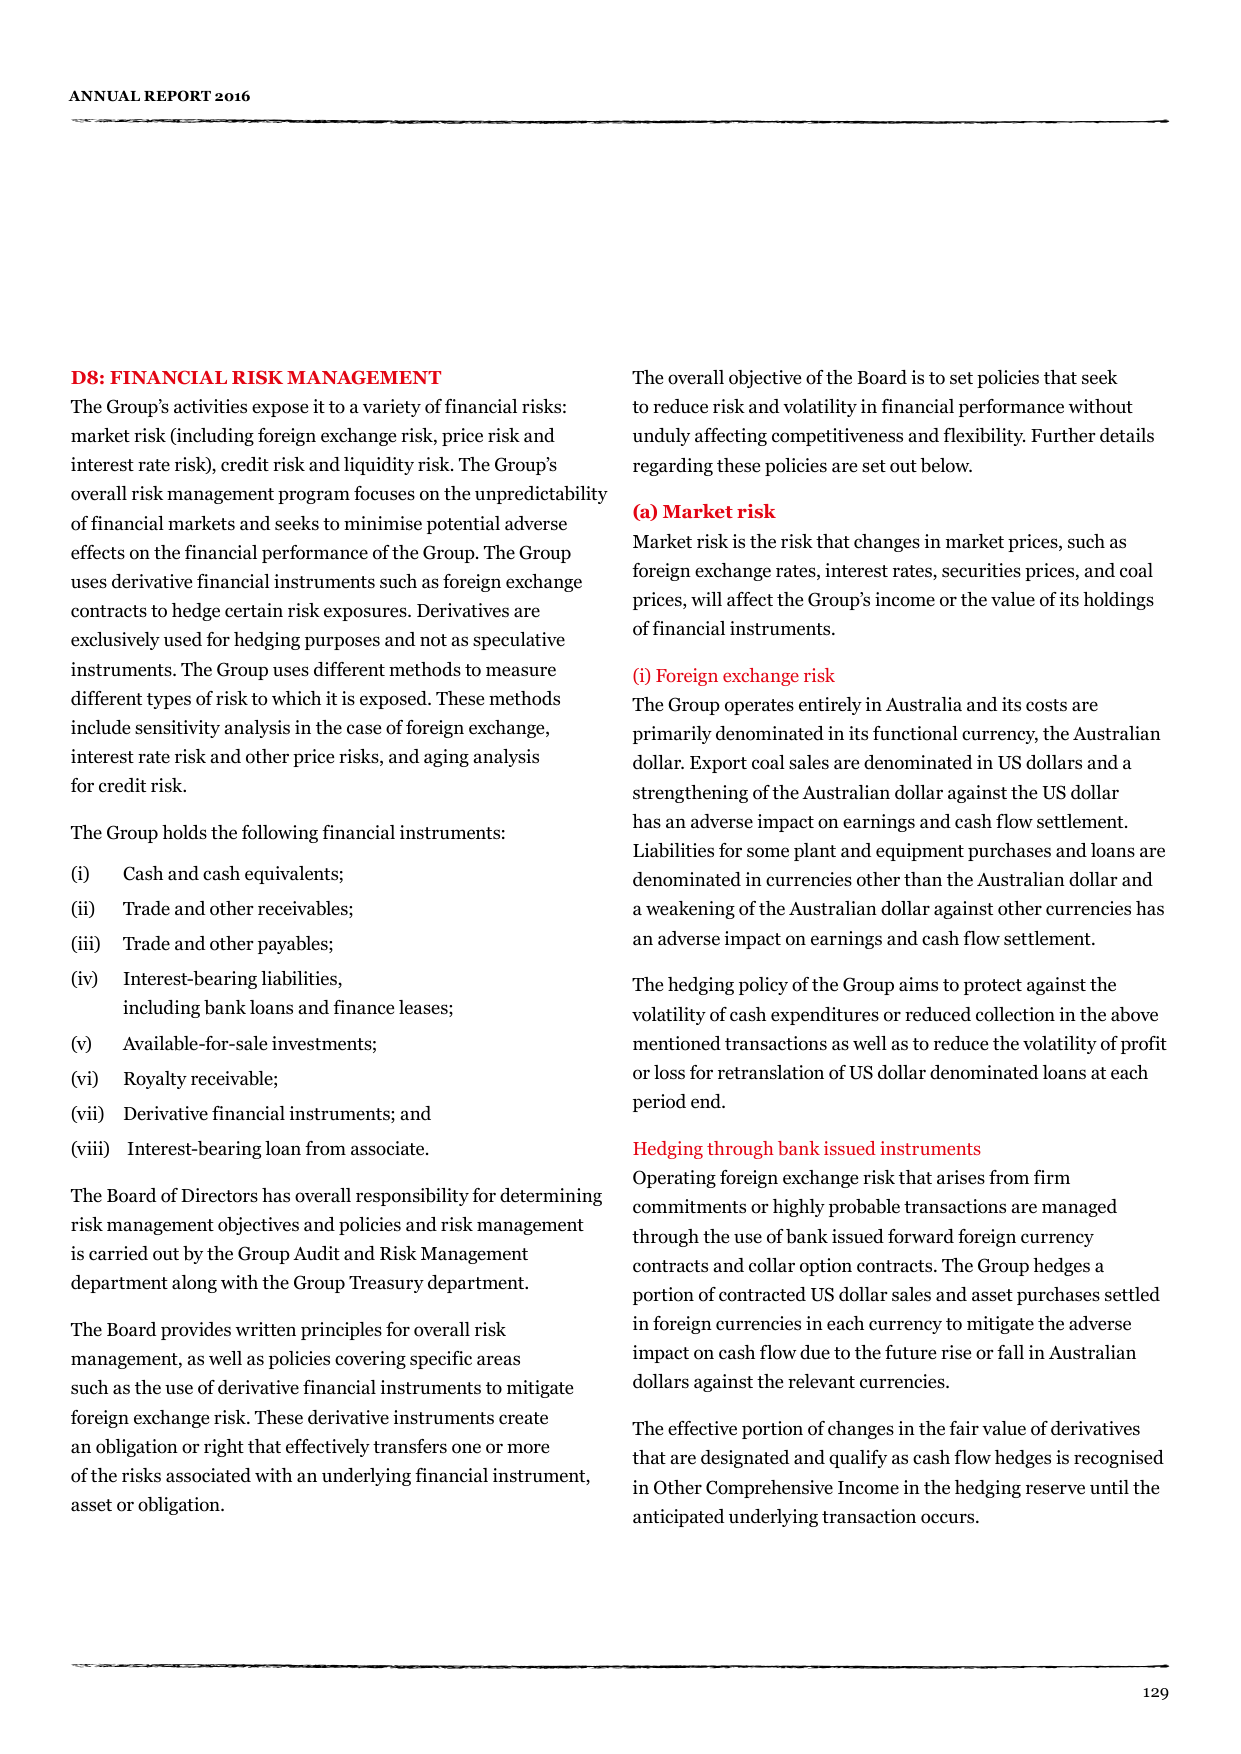 ANNUAL REPORT 2016
D8: FINANCIAL RISK MANAGEMENT
The Group’s activities expose it to a variety of financial risks:
market risk (including foreign exchange risk, price risk and
interest rate risk), credit risk and liquidity risk. The Group’s
overall risk management program focuses on the unpredictability
of financial markets and seeks to minimise potential adverse
effects on the financial performance of the Group. The Group
uses derivative financial instruments such as foreign exchange
contracts to hedge certain risk exposures. Derivatives are
exclusively used for hedging purposes and not as speculative
instruments. The Group uses different methods to measure
different types of risk to which it is exposed. These methods
include sensitivity analysis in the case of foreign exchange,
interest rate risk and other price risks, and aging analysis
for credit risk.
The Group holds the following financial instruments:
(i) Cash and cash equivalents;
(ii) Trade and other receivables;
(iii) Trade and other payables;
(iv) Interest-bearing liabilities,
including bank loans and finance leases;
(v) Available-for-sale investments;
(vi) Royalty receivable;
(vii) Derivative financial instruments; and
(viii) Interest-bearing loan from associate.
The Board of Directors has overall responsibility for determining
risk management objectives and policies and risk management
is carried out by the Group Audit and Risk Management
department along with the Group Treasury department.
The Board provides written principles for overall risk
management, as well as policies covering specific areas
such as the use of derivative financial instruments to mitigate
foreign exchange risk. These derivative instruments create
an obligation or right that effectively transfers one or more
of the risks associated with an underlying financial instrument,
asset or obligation.
The overall objective of the Board is to set policies that seek
to reduce risk and volatility in financial performance without
unduly affecting competitiveness and flexibility. Further details
regarding these policies are set out below.
(a) Market risk
Market risk is the risk that changes in market prices, such as
foreign exchange rates, interest rates, securities prices, and coal
prices, will affect the Group’s income or the value of its holdings
of financial instruments.
(i) Foreign exchange risk
The Group operates entirely in Australia and its costs are
primarily denominated in its functional currency, the Australian
dollar. Export coal sales are denominated in US dollars and a
strengthening of the Australian dollar against the US dollar
has an adverse impact on earnings and cash flow settlement.
Liabilities for some plant and equipment purchases and loans are
denominated in currencies other than the Australian dollar and
a weakening of the Australian dollar against other currencies has
an adverse impact on earnings and cash flow settlement.
The hedging policy of the Group aims to protect against the
volatility of cash expenditures or reduced collection in the above
mentioned transactions as well as to reduce the volatility of profit
or loss for retranslation of US dollar denominated loans at each
period end.
Hedging through bank issued instruments
Operating foreign exchange risk that arises from firm
commitments or highly probable transactions are managed
through the use of bank issued forward foreign currency
contracts and collar option contracts. The Group hedges a
portion of contracted US dollar sales and asset purchases settled
in foreign currencies in each currency to mitigate the adverse
impact on cash flow due to the future rise or fall in Australian
dollars against the relevant currencies.
The effective portion of changes in the fair value of derivatives
that are designated and qualify as cash flow hedges is recognised
in Other Comprehensive Income in the hedging reserve until the
anticipated underlying transaction occurs.
129